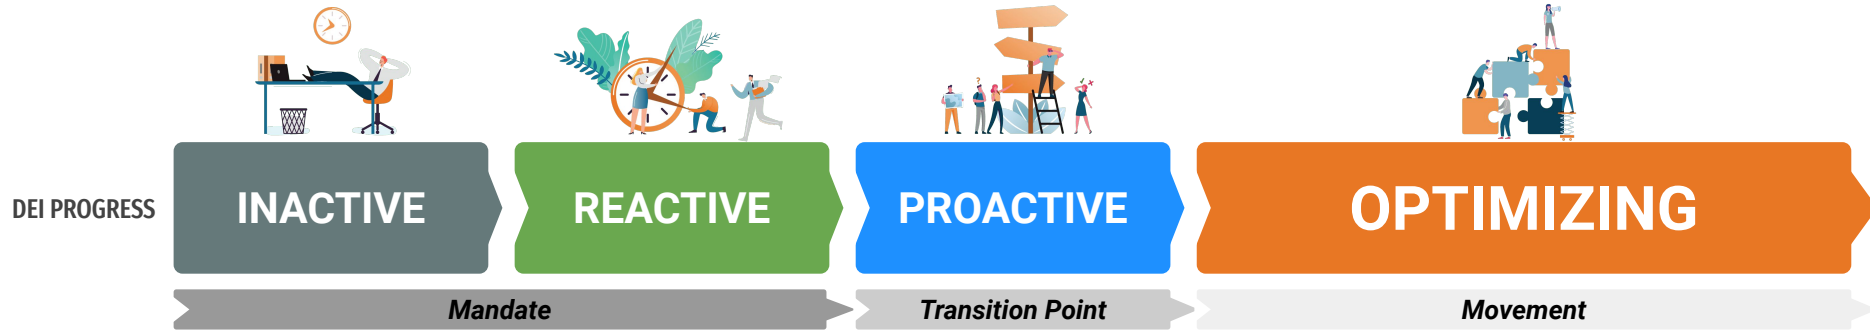 DEI PROGRESS
INACTIVE
REACTIVE
PROACTIVE
OPTIMIZING
Mandate
Transition Point
Movement